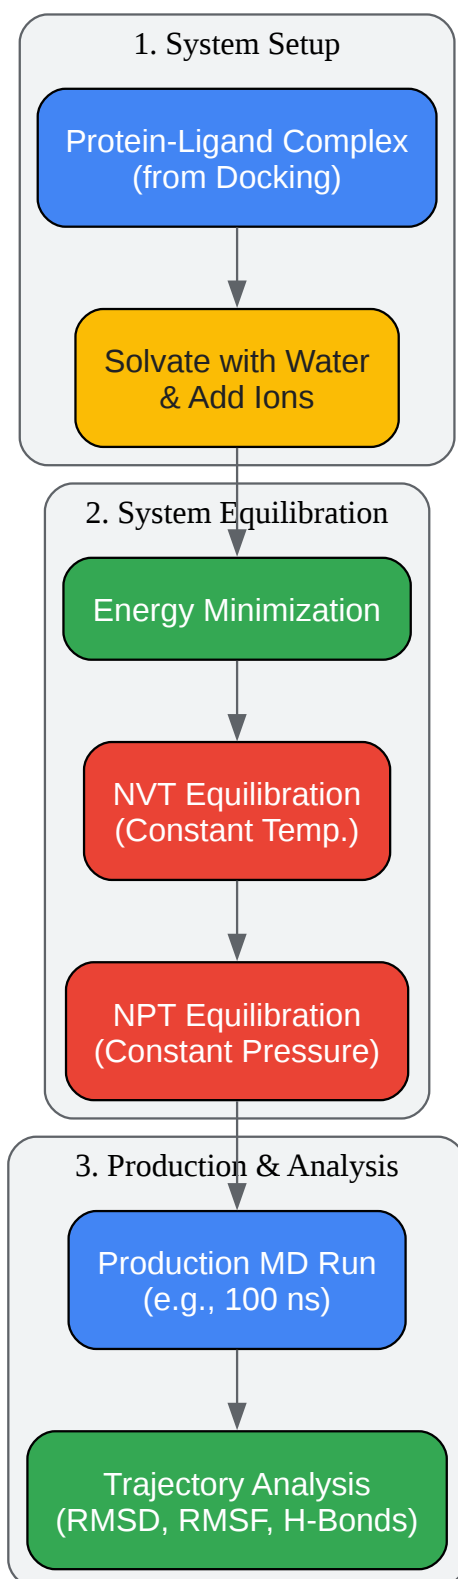 1. System Setup
Protein-Ligand Complex
(from Docking)
Solvate with Water
& Add Ions
2. System Equilibration
Energy Minimization
NVT Equilibration
(Constant Temp.)
NPT Equilibration
(Constant Pressure)
3. Production & Analysis
Production MD Run
(e.g., 100 ns)
Trajectory Analysis
(RMSD, RMSF, H-Bonds)